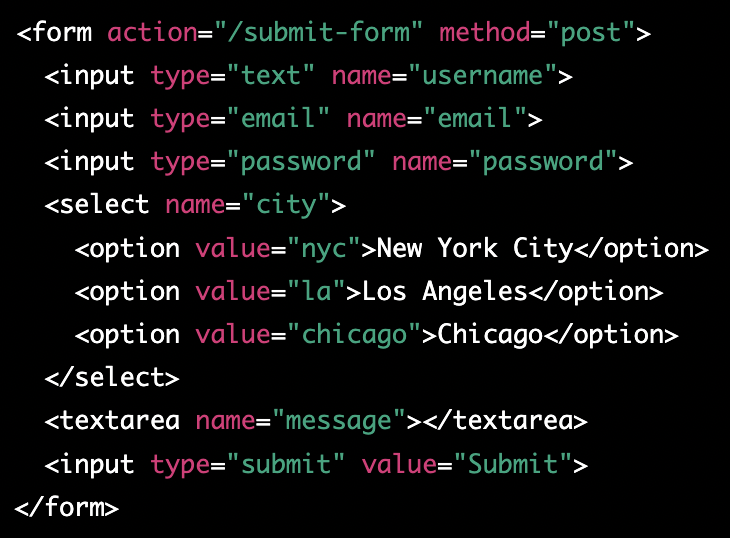 <form action="/submit-form" method="post">
<input type="text" name="username">
<input type="email" name="email">
<input type="password" name="password">
<select name="city">
<option value="nyc">New York City</option>
<option value="la">Los Angeles</option>
<option value="chicago">Chicago</option>
</select>
<textarea name="message"></textarea>
<input type="submit" value="Submit">
</form>